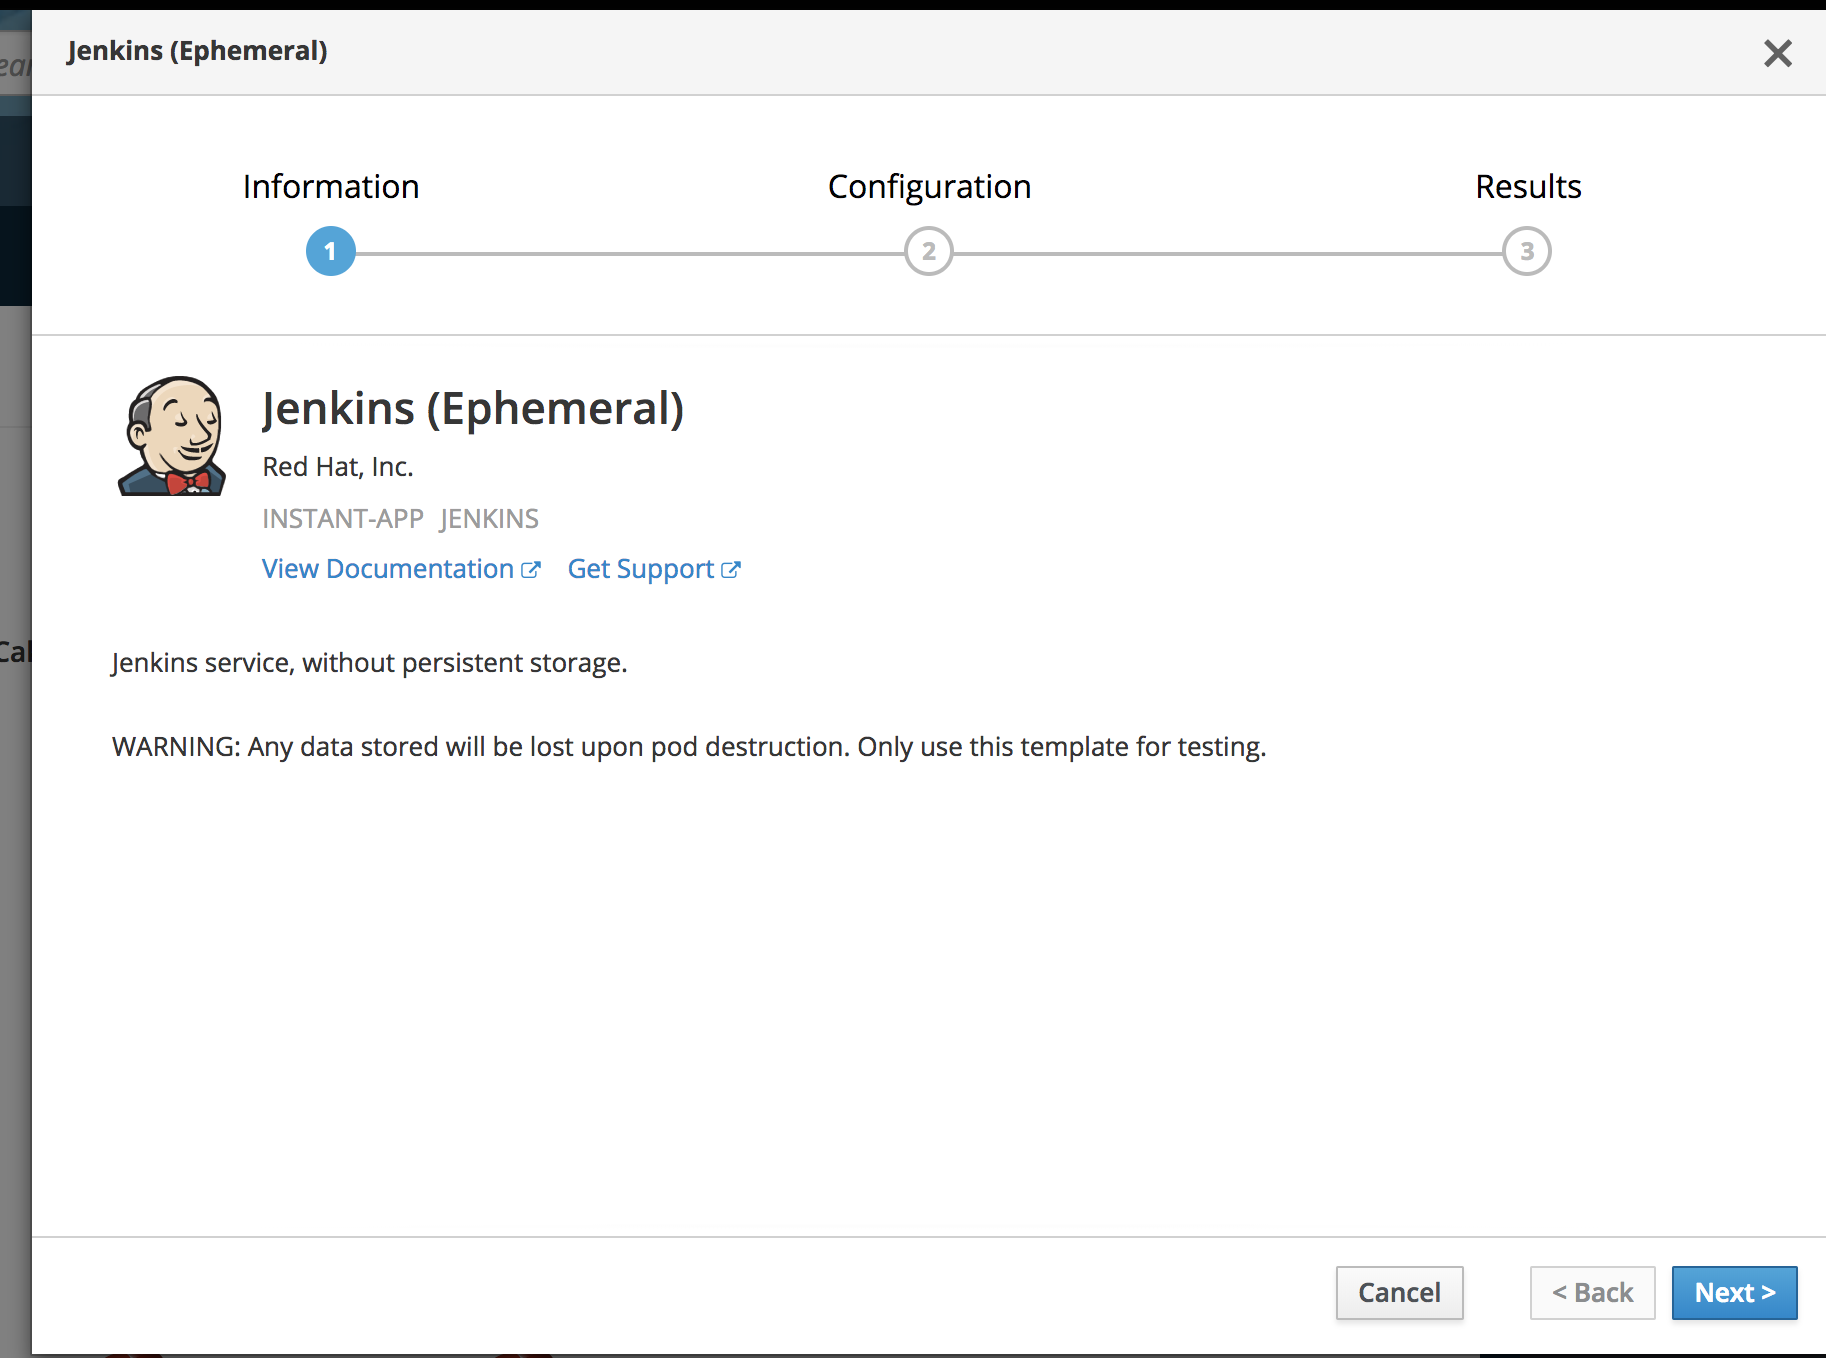 Jenkins (Ephemeral)
Information
Configuration
Results
1
2
3
Jenkins (Ephemeral)
Red Hat, Inc.
INSTANT-APP JENKINS
View Documentation Get Support
Jenkins service, without persistent storage.
WARNING: Any data stored will be lost upon pod destruction. Only use this template for testing.
Cancel
< Back
Next >